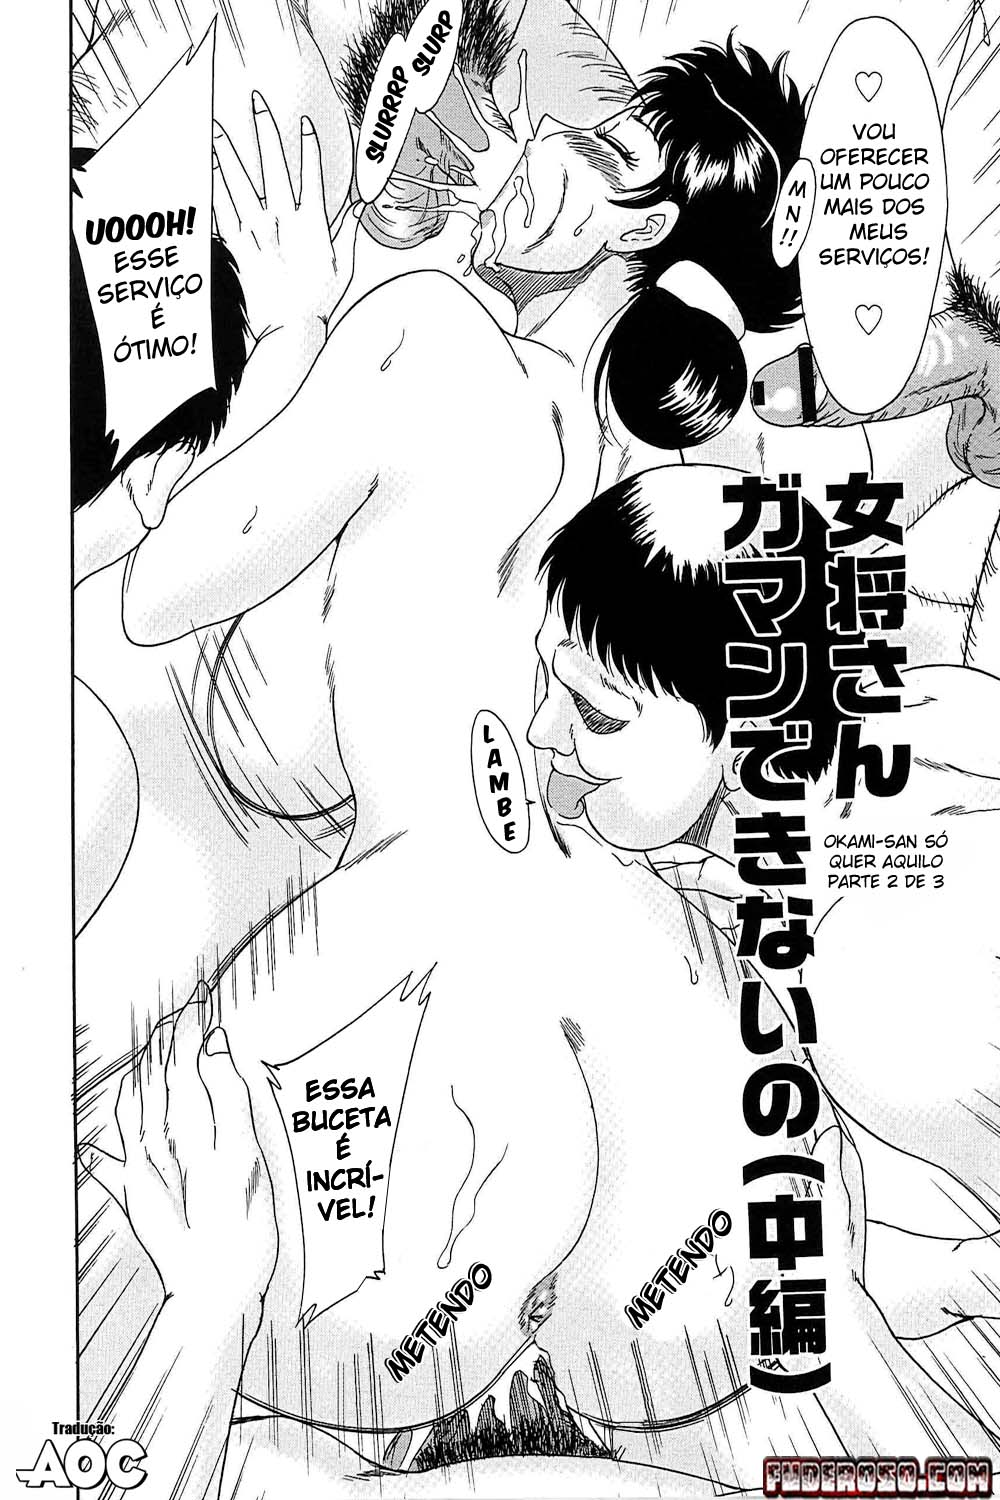 SLURP
SLURRRP
♡
VOU
OFERECER
UM POUCO
MAIS DOS
MEUS
SERVIÇOS!
♡
MN!!
UOOOH!
ESSE
SERVIÇO
É
ÓTIMO!
女将さん
ガマンできないの(中編)
OKAMI-SAN SÓ
QUER AQUILO
PARTE 2 DE 3
LAMBE
ESSA
BUCETA
É
INCRÍ-
VEL!
METENDO
METENDO
Tradução:
AOC
FUDEROSO.COM